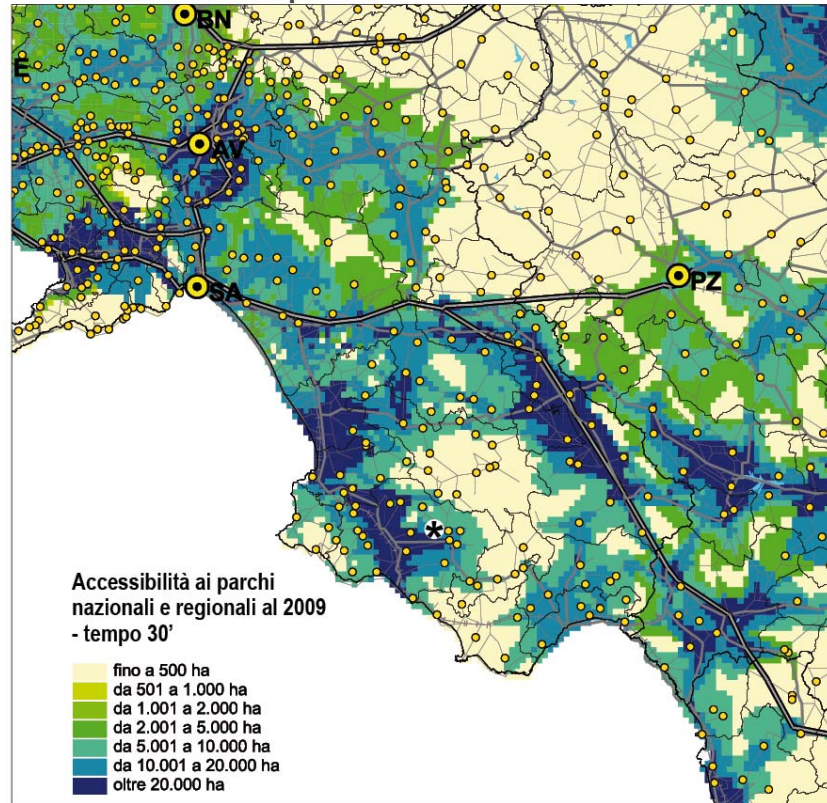 BN
E
AV
SA
PZ
*
Accessibilità ai parchi
nazionali e regionali al 2009
- tempo 30'
fino a 500 ha
da 501 a 1.000 ha
da 1.001 a 2.000 ha
da 2.001 a 5.000 ha
da 5.001 a 10.000 ha
da 10.001 a 20.000 ha
oltre 20.000 ha